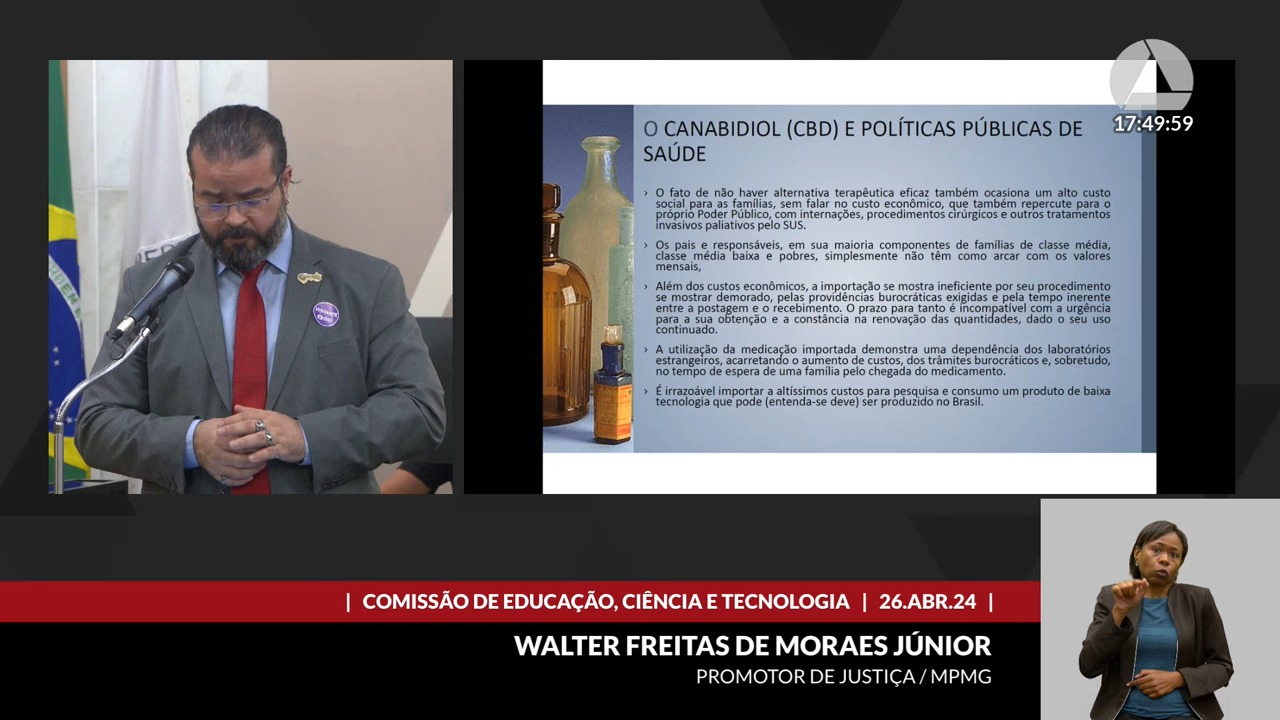 17:49:59
O CANABIDIOL (CBD) E POLÍTICAS PÚBLICAS DE
SAÚDE
› O fato de não haver alternativa terapêutica eficaz também ocasiona um alto custo
social para as famílias, sem falar no custo econômico, que também repercute para o
próprio Poder Público, com internações, procedimentos cirúrgicos e outros tratamentos
invasivos paliativos pelo SUS.
› Os pais e responsáveis, em sua maioria componentes de famílias de classe média,
classe média baixa e pobres, simplesmente não têm como arcar com os valores
mensais,
› Além dos custos econômicos, a importação se mostra ineficiente por seu procedimento
se mostrar demorado, pelas providências burocráticas exigidas e pela tempo inerente
entre a postagem e o recebimento. O prazo para tanto é incompatível com a urgência
para a sua obtenção e a constância na renovação das quantidades, dado o seu uso
continuado.
› A utilização da medicação importada demonstra uma dependência dos laboratórios
estrangeiros, acarretando o aumento de custos, dos trâmites burocráticos e, sobretudo,
no tempo de espera de uma família pelo chegada do medicamento.
› É irrazoável importar a altíssimos custos para pesquisa e consumo um produto de baixa
tecnologia que pode (entenda-se deve) ser produzido no Brasil.
| COMISSÃO DE EDUCAÇÃO, CIÊNCIA E TECNOLOGIA | 26.ABR.24 |
WALTER FREITAS DE MORAES JÚNIOR
PROMOTOR DE JUSTIÇA / MPMG